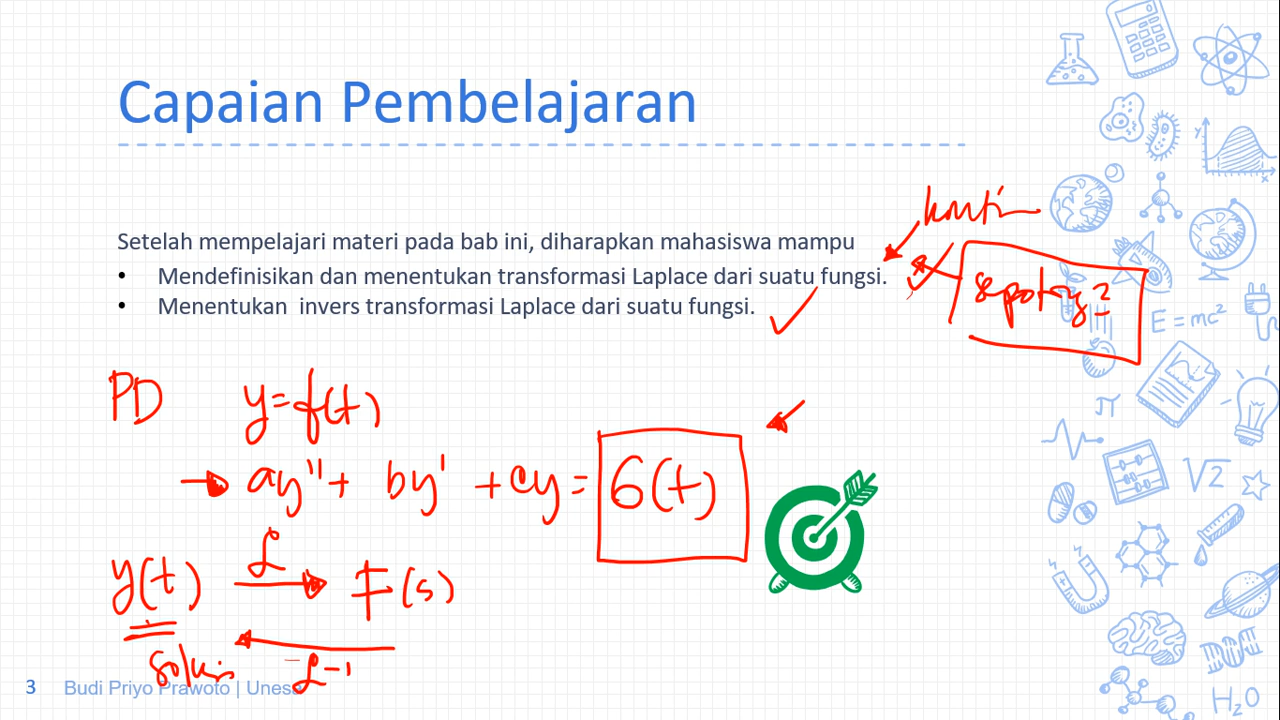 Capaian Pembelajaran
Setelah mempelajari materi pada bab ini, diharapkan mahasiswa mampu
• Mendefinisikan dan menentukan transformasi Laplace dari suatu fungsi.
• Menentukan invers transformasi Laplace dari suatu fungsi.
PD y=f(t)
ay''+ by' +cy= G(t)
y(t) ℒ F(s)
solusi ℒ-1
3 Budi Priyo Prawoto | Unesa
Y
X
E=mc²
π
√2
H₂O